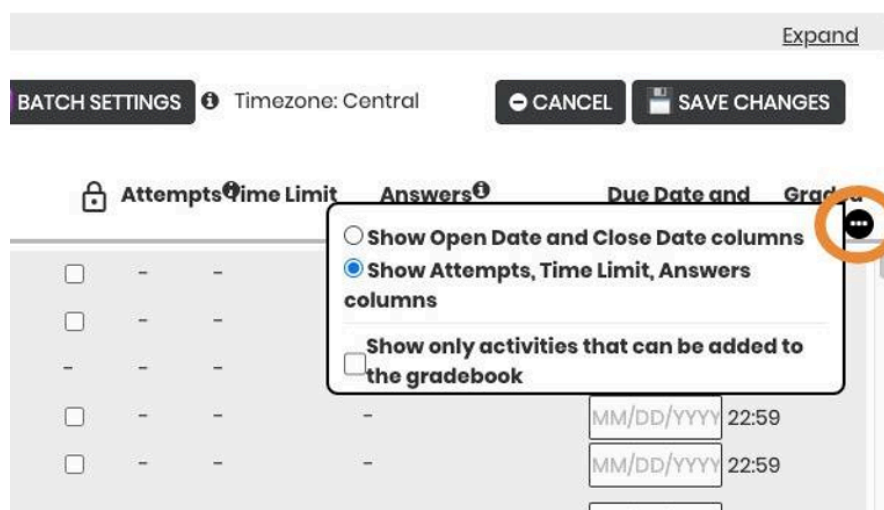 Expand
BATCH SETTINGS Timezone: Central CANCEL SAVE CHANGES
Attempts Time Limit Answers Due Date and Graded
Show Open Date and Close Date columns
Show Attempts, Time Limit, Answers
columns
Show only activities that can be added to
the gradebook
- -
- -
- - -
- - - MM/DD/YYYY 22:59
- - - MM/DD/YYYY 22:59